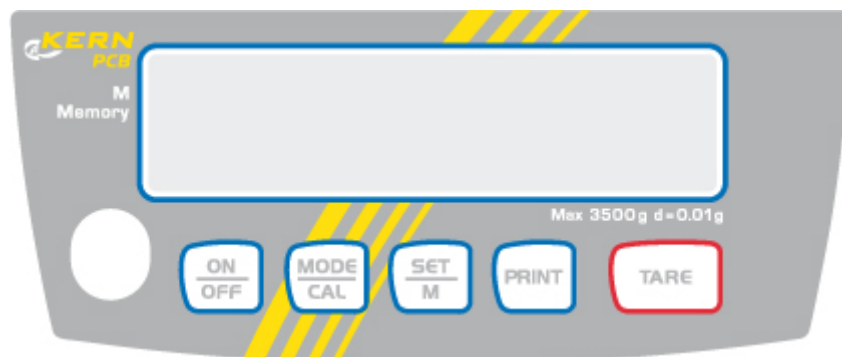 KERN
PCB
M
Memory
Max 3500g d=0.01g
ON
OFF
MODE
CAL
SET
M
PRINT
TARE